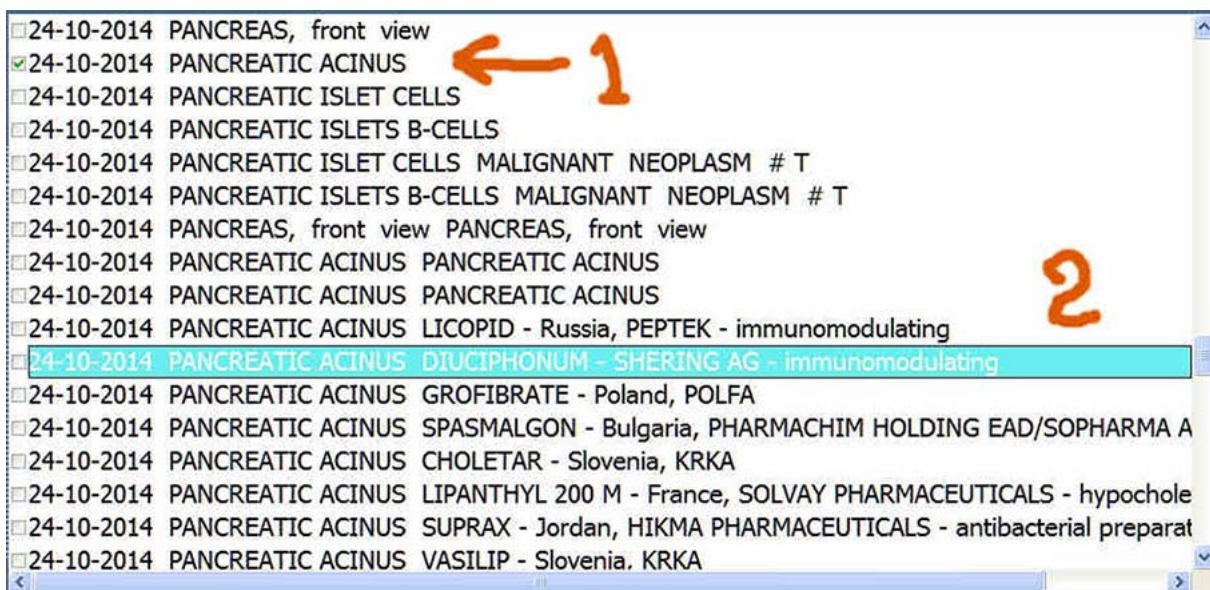 24-10-2014 PANCREAS, front view
24-10-2014 PANCREATIC ACINUS 1
24-10-2014 PANCREATIC ISLET CELLS
24-10-2014 PANCREATIC ISLETS B-CELLS
24-10-2014 PANCREATIC ISLET CELLS MALIGNANT NEOPLASM # T
24-10-2014 PANCREATIC ISLETS B-CELLS MALIGNANT NEOPLASM # T
24-10-2014 PANCREAS, front view PANCREAS, front view
24-10-2014 PANCREATIC ACINUS PANCREATIC ACINUS
24-10-2014 PANCREATIC ACINUS PANCREATIC ACINUS
2
24-10-2014 PANCREATIC ACINUS LICOPID - Russia, PEPTEK - immunomodulating
24-10-2014 PANCREATIC ACINUS DIUCIPHONUM - SHERING AG - immunomodulating
24-10-2014 PANCREATIC ACINUS GROFIBRATE - Poland, POLFA
24-10-2014 PANCREATIC ACINUS SPASMALGON - Bulgaria, PHARMACHIM HOLDING EAD/SOPHARMA A
24-10-2014 PANCREATIC ACINUS CHOLETAR - Slovenia, KRKA
24-10-2014 PANCREATIC ACINUS LIPANTHYL 200 M - France, SOLVAY PHARMACEUTICALS - hypochole
24-10-2014 PANCREATIC ACINUS SUPRAX - Jordan, HIKMA PHARMACEUTICALS - antibacterial preparat
24-10-2014 PANCREATIC ACINUS VASILIP - Slovenia, KRKA